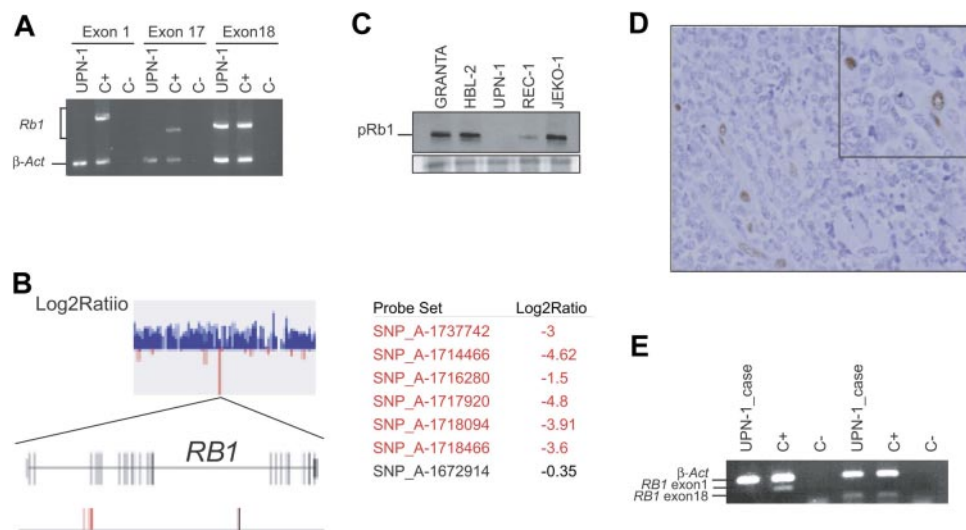 A
Exon 1 Exon 17 Exon18
UPN-1 C+ C- UPN-1 C+ C- UPN-1 C+ C-
Rb1
β-Act
B
Log2Ratiio
RB1
Probe Set Log2Ratio
SNP_A-1737742 -3
SNP_A-1714466 -4.62
SNP_A-1716280 -1.5
SNP_A-1717920 -4.8
SNP_A-1718094 -3.91
SNP_A-1718466 -3.6
SNP_A-1672914 -0.35
C
GRANTA HBL-2 UPN-1 REC-1 JEKO-1
pRb1
D
E
UPN-1_case C+ C- UPN-1_case C+ C-
β-Act
RB1 exon1
RB1 exon18